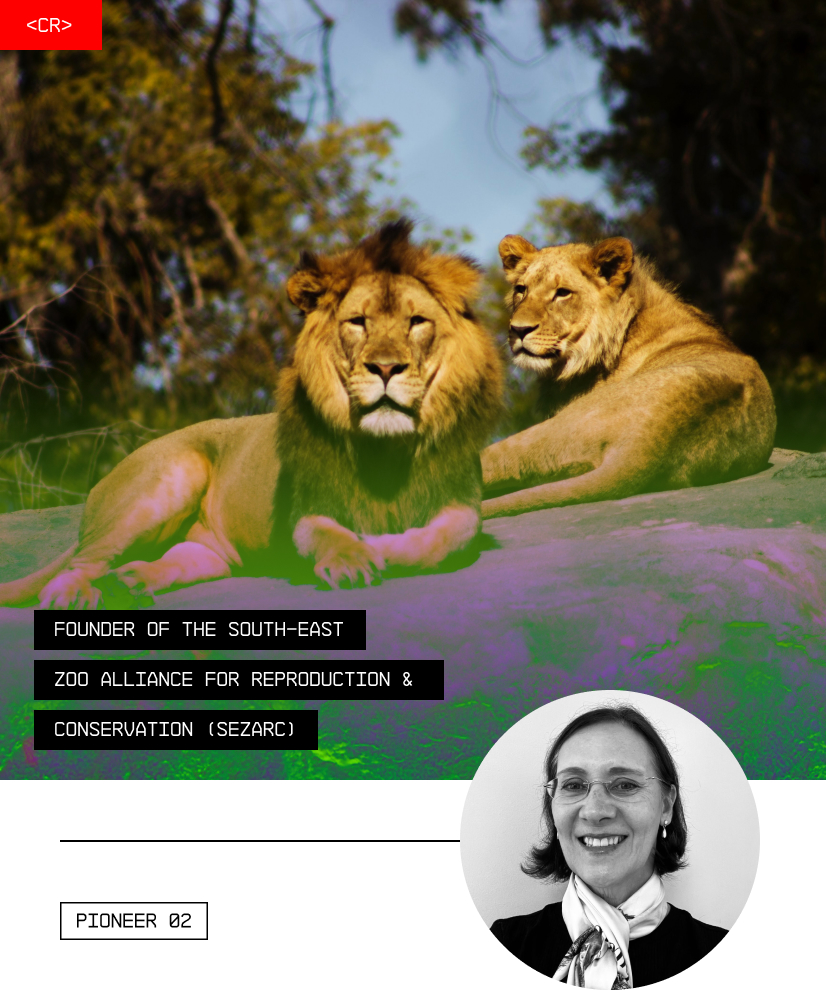 <CR>
FOUNDER OF THE SOUTH-EAST
ZOO ALLIANCE FOR REPRODUCTION &
CONSERVATION (SEZARC)
PIONEER 02